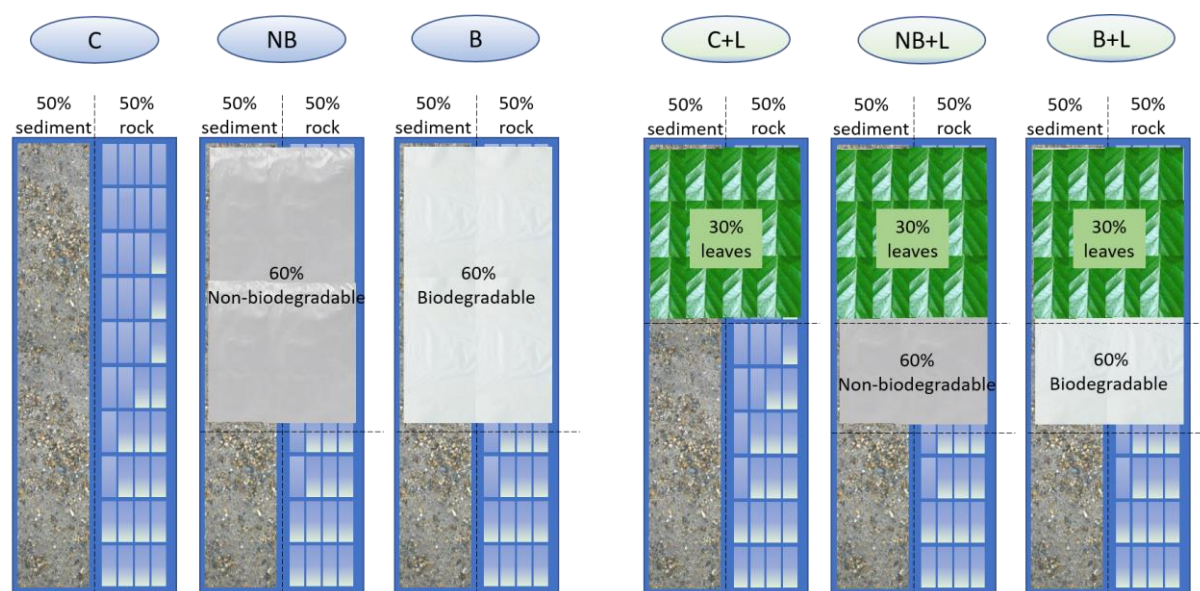 C
NB
B
C+L
NB+L
B+L
50% 50%
sediment rock
50% 50%
sediment rock
50% 50%
sediment rock
50% 50%
sediment rock
50% 50%
sediment rock
50% 50%
sediment rock
60%
Non-biodegradable
60%
Biodegradable
30%
leaves
30%
leaves
60%
Non-biodegradable
30%
leaves
60%
Biodegradable